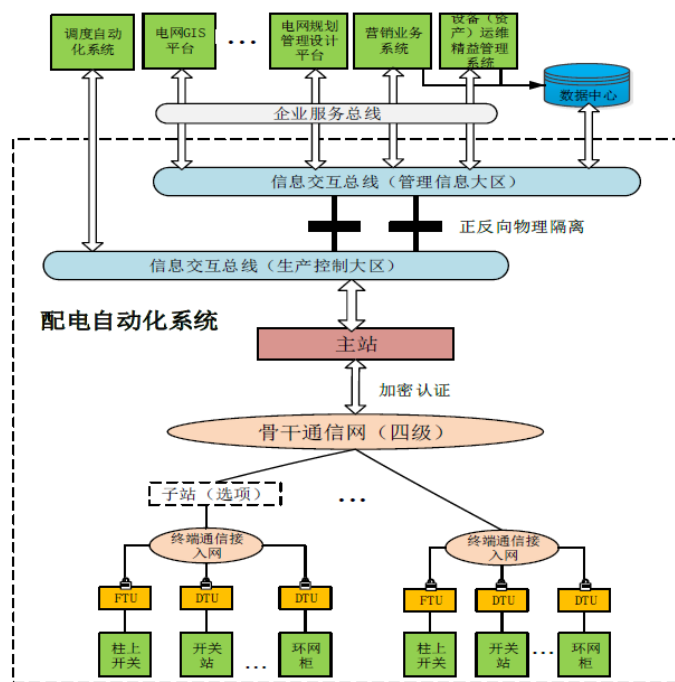 调度自动
化系统
电网GIS
平台
...
电网规划
管理设计
平台
营销业务
系统
设备（资
产）运维
精益管理
系统
数据中心
企业服务总线
信息交互总线（管理信息大区）
正反向物理隔离
信息交互总线（生产控制大区）
配电自动化系统
主站
加密认证
骨干通信网（四级）
子站（选项）
...
终端通信接
入网
终端通信接
入网
FTU
DTU
DTU
FTU
DTU
DTU
柱上
开关
开关
站
...
环网
柜
柱上
开关
开关
站
...
环网
柜